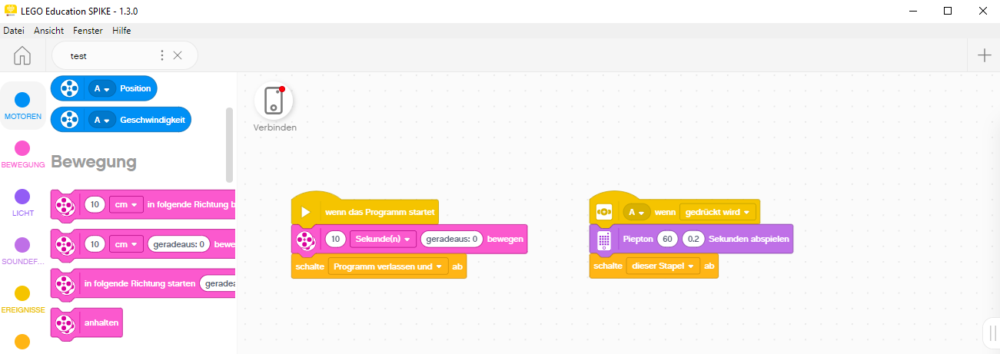 LEGO Education SPIKE - 1.3.0
Datei Ansicht Fenster Hilfe
test
MOTOREN
BEWEGUNG
LICHT
SOUNDEF...
EREIGNISSE
A Position
A Geschwindigkeit
Bewegung
10 cm in folgende Richtung b
10 cm geradeaus: 0 bewe
in folgende Richtung starten gerade
anhalten
Verbinden
wenn das Programm startet
10 Sekunde(n) geradeaus: 0 bewegen
schalte Programm verlassen und ab
A wenn gedrückt wird
Piepton 60 0.2 Sekunden abspielen
schalte dieser Stapel ab